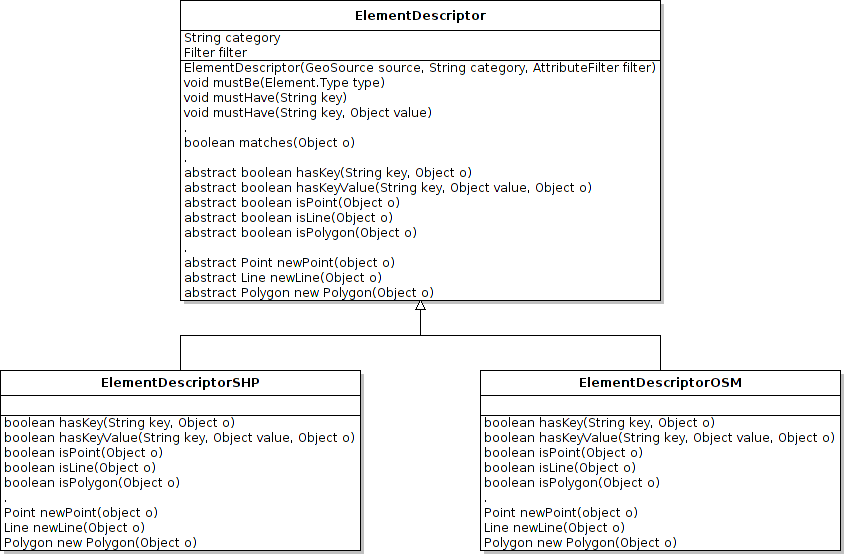 ElementDescriptor
String category
Filter filter
ElementDescriptor(GeoSource source, String category, AttributeFilter filter)
void mustBe(Element.Type type)
void mustHave(String key)
void mustHave(String key, Object value)
.
boolean matches(Object o)
.
abstract boolean hasKey(String key, Object o)
abstract boolean hasKeyValue(String key, Object value, Object o)
abstract boolean isPoint(Object o)
abstract boolean isLine(Object o)
abstract boolean isPolygon(Object o)
.
abstract Point newPoint(object o)
abstract Line newLine(Object o)
abstract Polygon new Polygon(Object o)
ElementDescriptorSHP
boolean hasKey(String key, Object o)
boolean hasKeyValue(String key, Object value, Object o)
boolean isPoint(Object o)
boolean isLine(Object o)
boolean isPolygon(Object o)
.
Point newPoint(object o)
Line newLine(Object o)
Polygon new Polygon(Object o)
ElementDescriptorOSM
boolean hasKey(String key, Object o)
boolean hasKeyValue(String key, Object value, Object o)
boolean isPoint(Object o)
boolean isLine(Object o)
boolean isPolygon(Object o)
.
Point newPoint(object o)
Line newLine(Object o)
Polygon new Polygon(Object o)